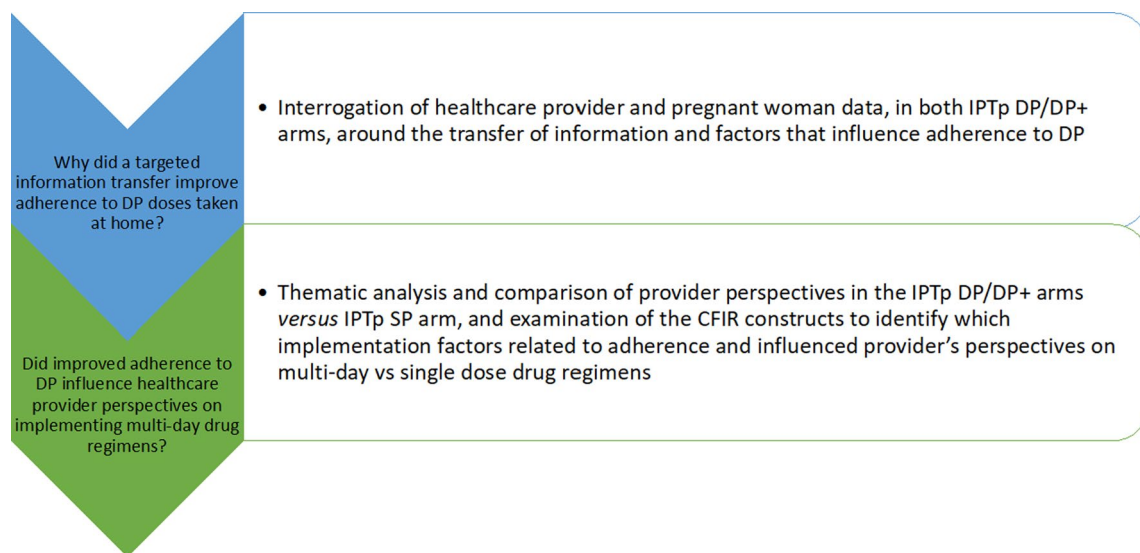 Why did a targeted
information transfer improve
adherence to DP doses taken
at home?
• Interrogation of healthcare provider and pregnant woman data, in both IPTp DP/DP+
arms, around the transfer of information and factors that influence adherence to DP
Did improved adherence to
DP influence healthcare
provider perspectives on
implementing multi-day drug
regimens?
• Thematic analysis and comparison of provider perspectives in the IPTp DP/DP+ arms
versus IPTp SP arm, and examination of the CFIR constructs to identify which
implementation factors related to adherence and influenced provider's perspectives on
multi-day vs single dose drug regimens